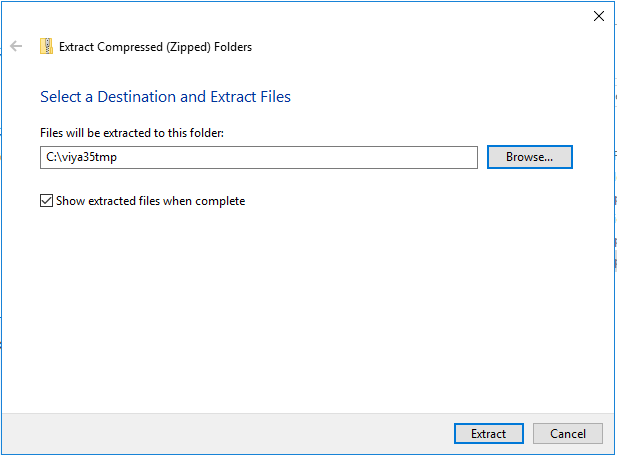 Extract Compressed (Zipped) Folders
Select a Destination and Extract Files
Files will be extracted to this folder:
C:\viya35tmp
Browse...
Show extracted files when complete
Extract
Cancel